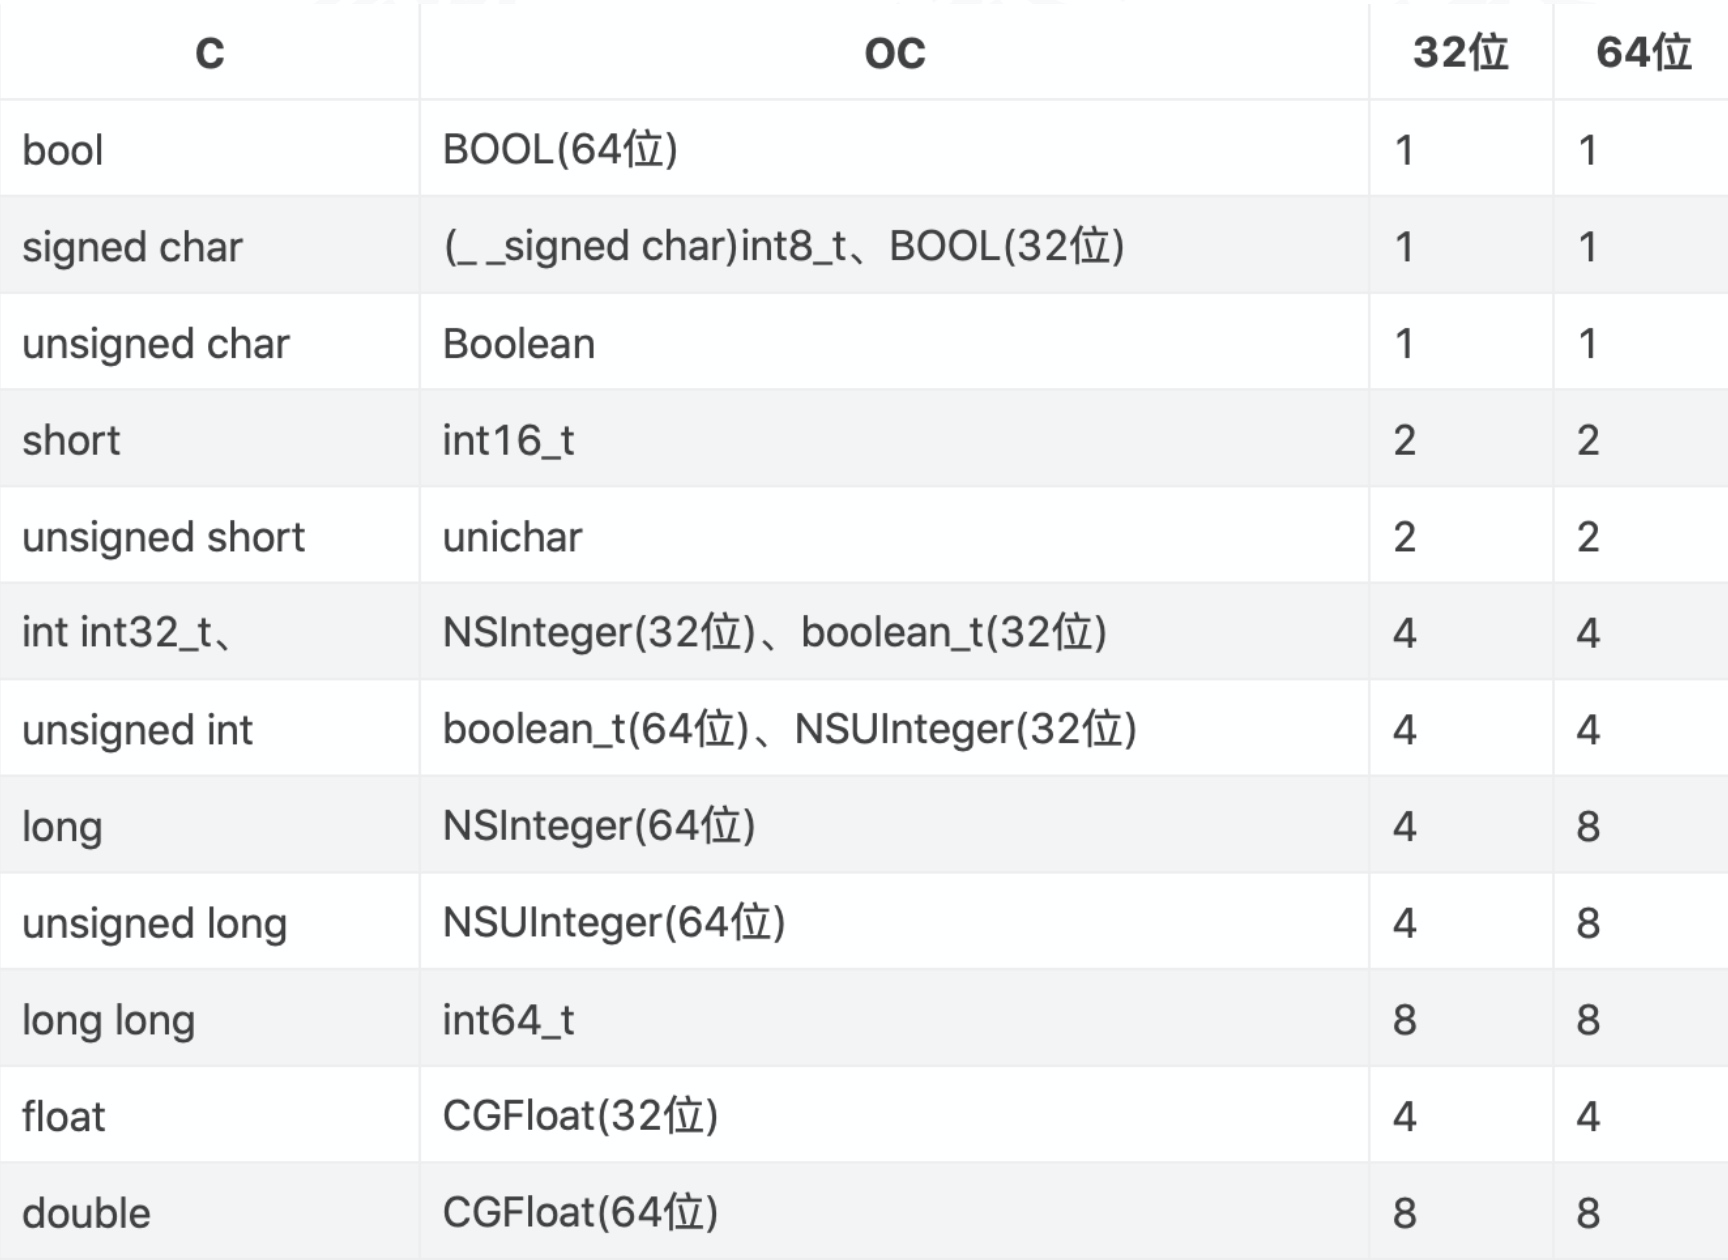 C OC 32位 64位
bool BOOL(64位) 1 1
signed char (_ _signed char)int8_t、BOOL(32位) 1 1
unsigned char Boolean 1 1
short int16_t 2 2
unsigned short unichar 2 2
int int32_t、 NSInteger(32位)、boolean_t(32位) 4 4
unsigned int boolean_t(64位)、NSUInteger(32位) 4 4
long NSInteger(64位) 4 8
unsigned long NSUInteger(64位) 4 8
long long int64_t 8 8
float CGFloat(32位) 4 4
double CGFloat(64位) 8 8